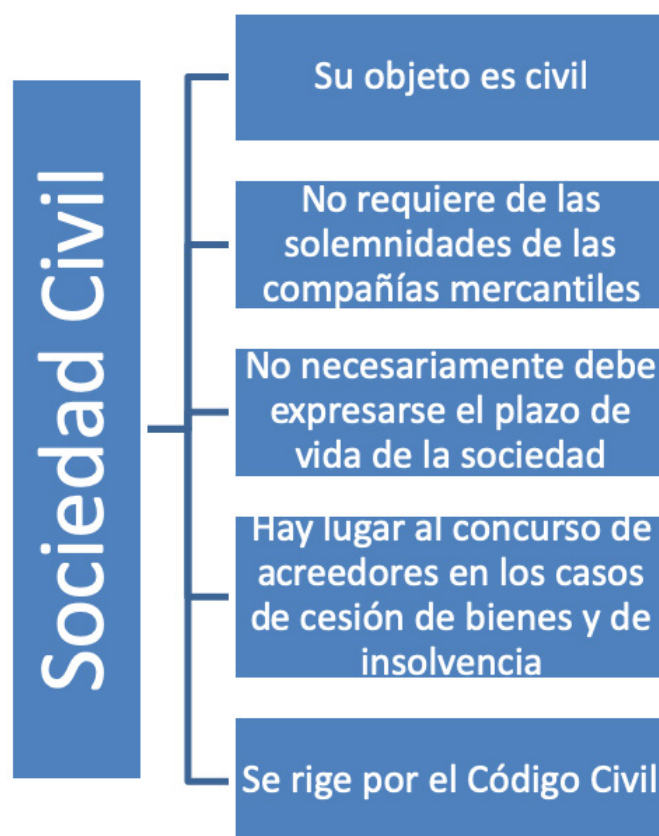 Sociedad Civil
Su objeto es civil
No requiere de las
solemnidades de las
compañías mercantiles
No necesariamente debe
expresarse el plazo de
vida de la sociedad
Hay lugar al concurso de
acreedores en los casos
de cesión de bienes y de
insolvencia
Se rige por el Código Civil